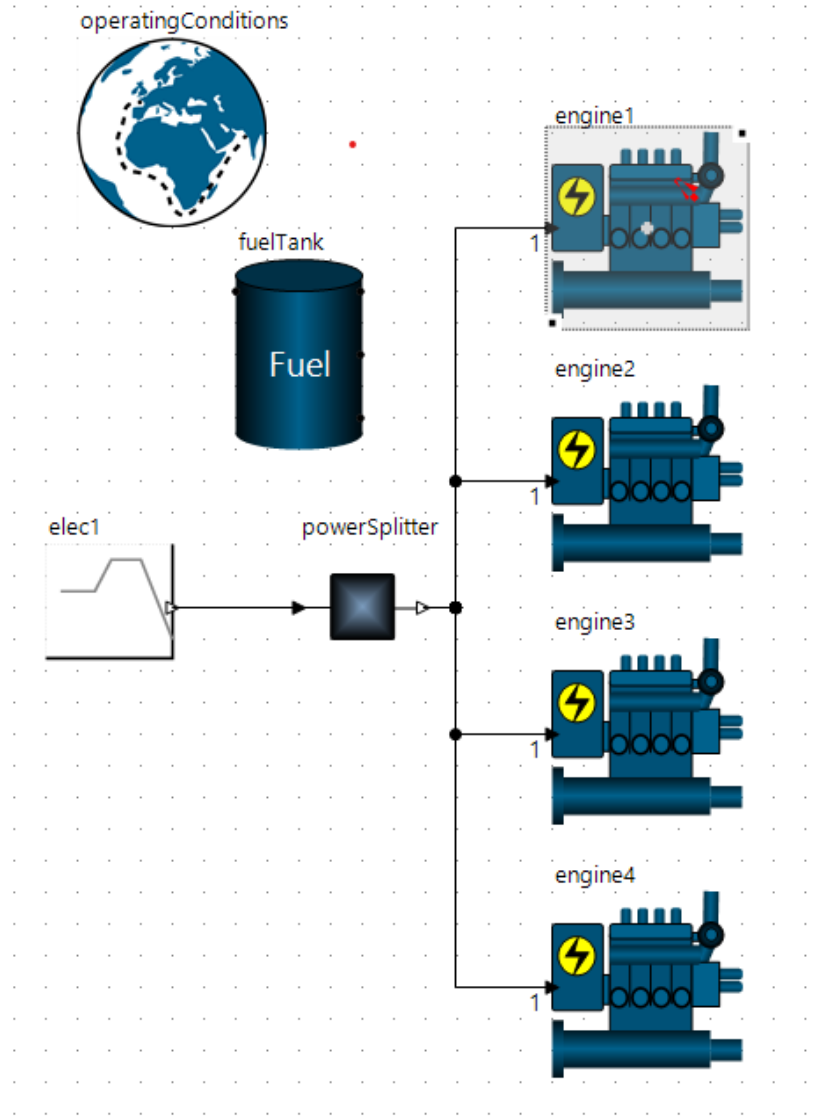 operatingConditions
engine1
1
fuelTank
Fuel
engine2
1
elec1
powerSplitter
engine3
1
engine4
1